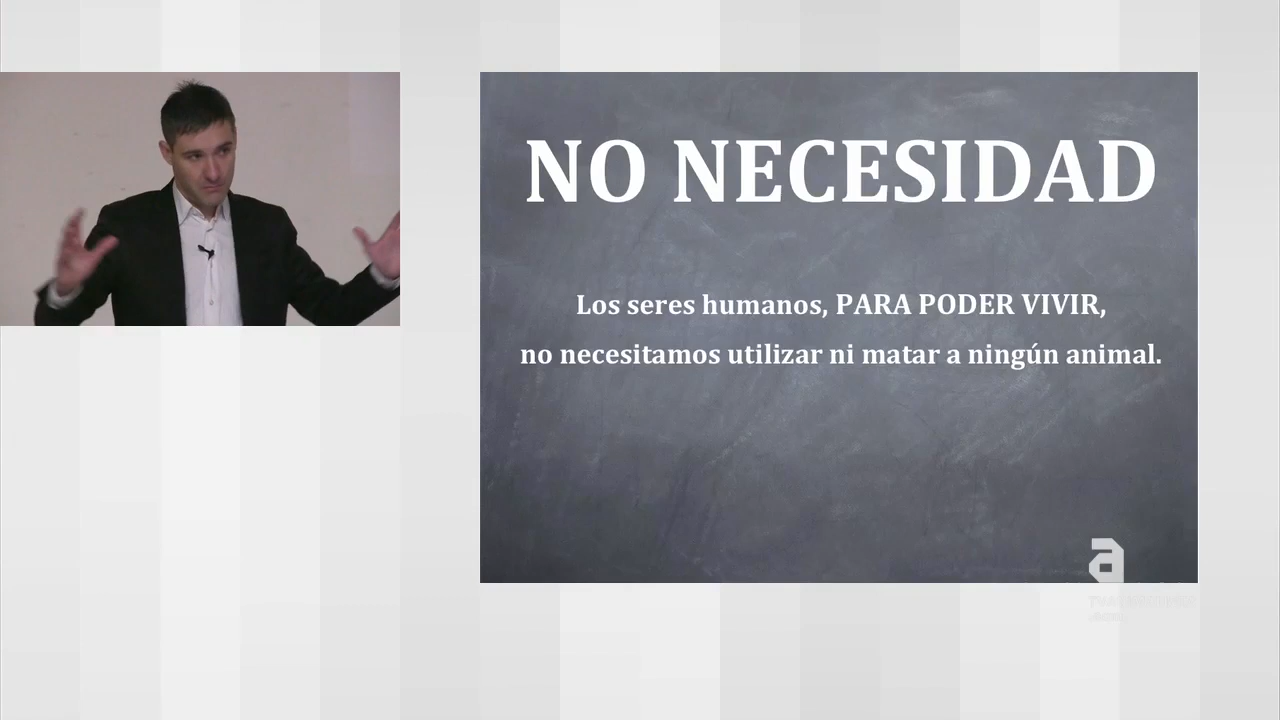 NO NECESIDAD
Los seres humanos, PARA PODER VIVIR,
no necesitamos utilizar ni matar a ningún animal.
a